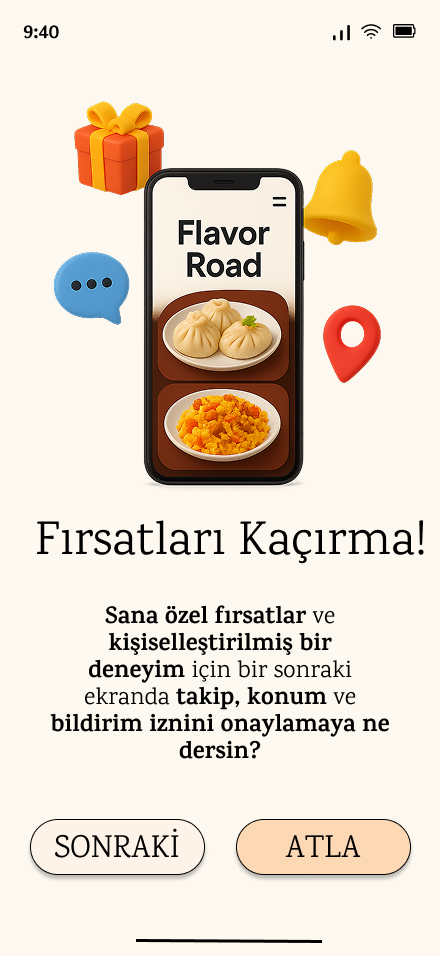 9:40
Flavor
Road
Fırsatları Kaçırma!
Sana özel fırsatlar ve
kişiselleştirilmiş bir
deneyim için bir sonraki
ekranda takip, konum ve
bildirim iznini onaylamaya ne
dersin?
SONRAKİ
ATLA